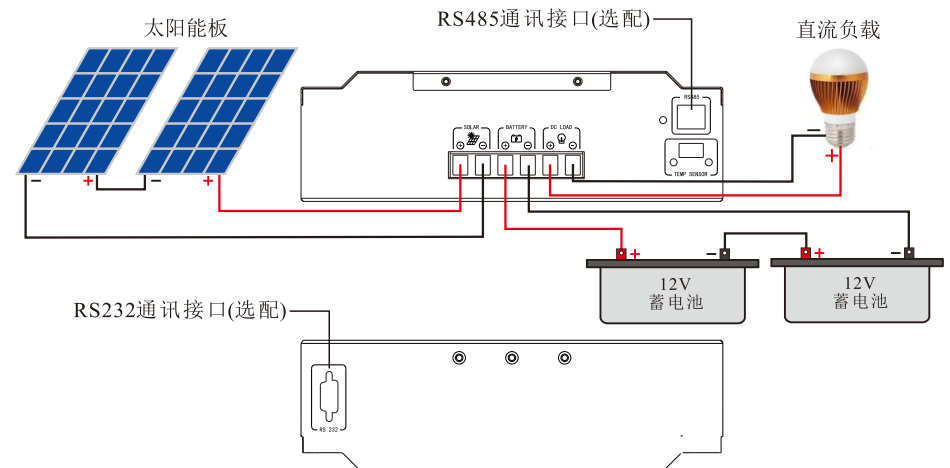 太阳能板
RS485通讯接口(选配)
直流负载
RS485
SOLAR
BATTERY
DC LOAD
+ − + − + −
TEMP SENSOR
− + − +
− +
+ − + −
12V
蓄电池
12V
蓄电池
RS232通讯接口(选配)
RS 232